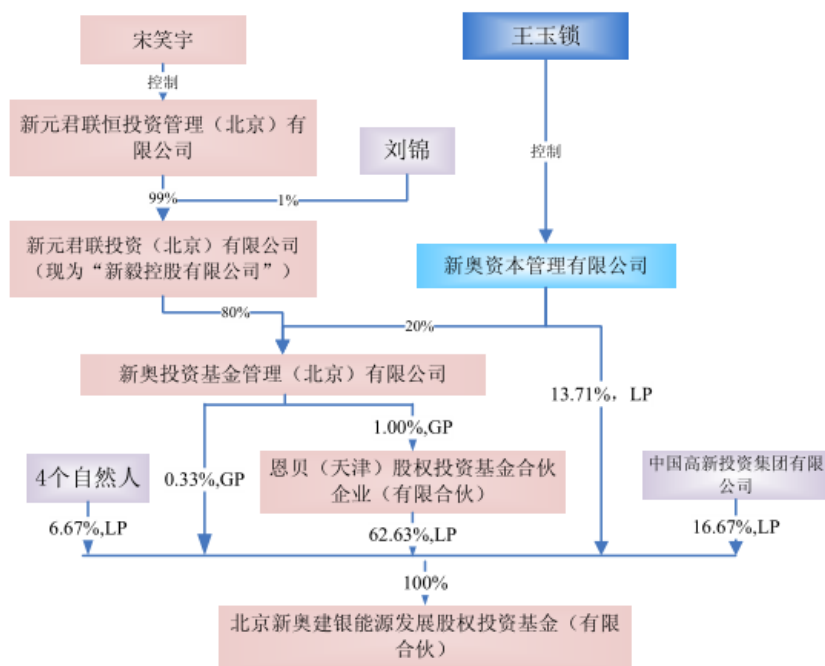 宋笑宇
王玉锁
控制
新元君联恒投资管理（北京）有
限公司
刘锦
控制
99%
1%
新元君联投资（北京）有限公司
（现为“新毅控股有限公司”）
新奥资本管理有限公司
80%
20%
新奥投资基金管理（北京）有限公司
13.71%，LP
1.00%,GP
4个自然人
0.33%,GP
恩贝（天津）股权投资基金合伙
企业（有限合伙）
中国高新投资集团有限
公司
6.67%,LP
62.63%,LP
16.67%,LP
100%
北京新奥建银能源发展股权投资基金（有限
合伙）